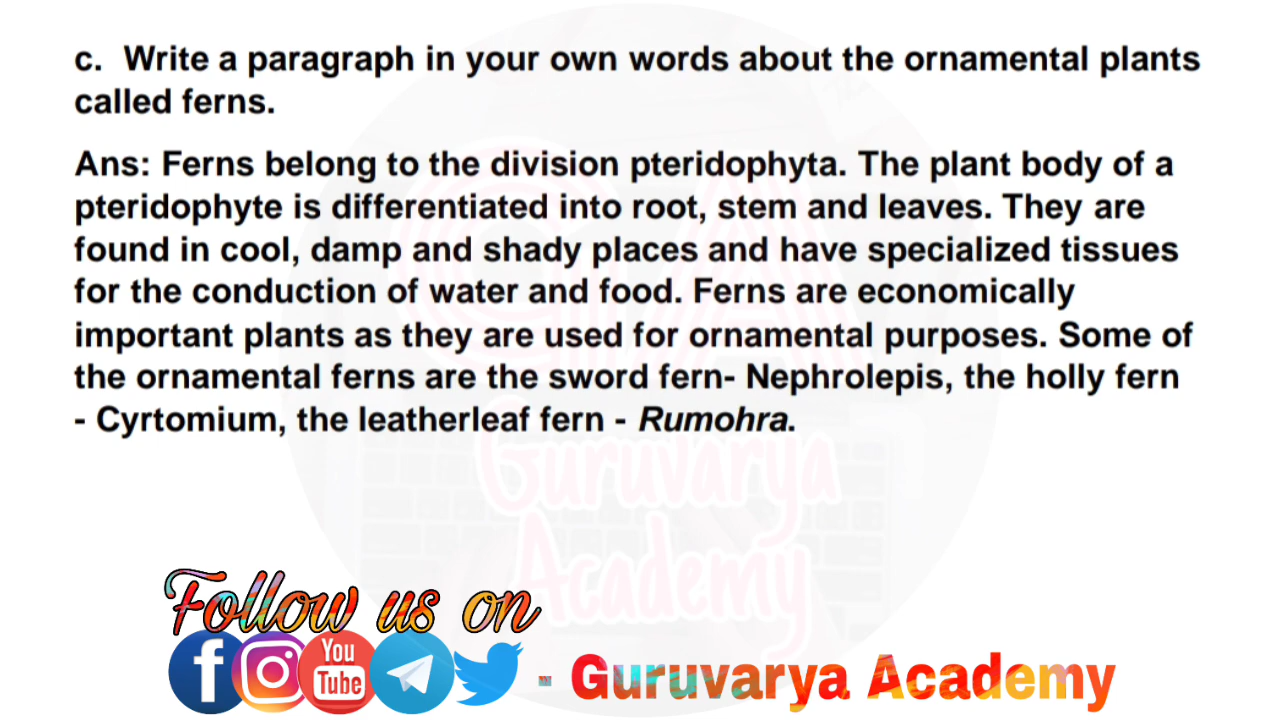 c. Write a paragraph in your own words about the ornamental plants
called ferns.
Ans: Ferns belong to the division pteridophyta. The plant body of a
pteridophyte is differentiated into root, stem and leaves. They are
found in cool, damp and shady places and have specialized tissues
for the conduction of water and food. Ferns are economically
important plants as they are used for ornamental purposes. Some of
the ornamental ferns are the sword fern- Nephrolepis, the holly fern
- Cyrtomium, the leatherleaf fern - Rumohra.
GA
Guruvarya
Academy
Follow us on
f You
Tube - Guruvarya Academy